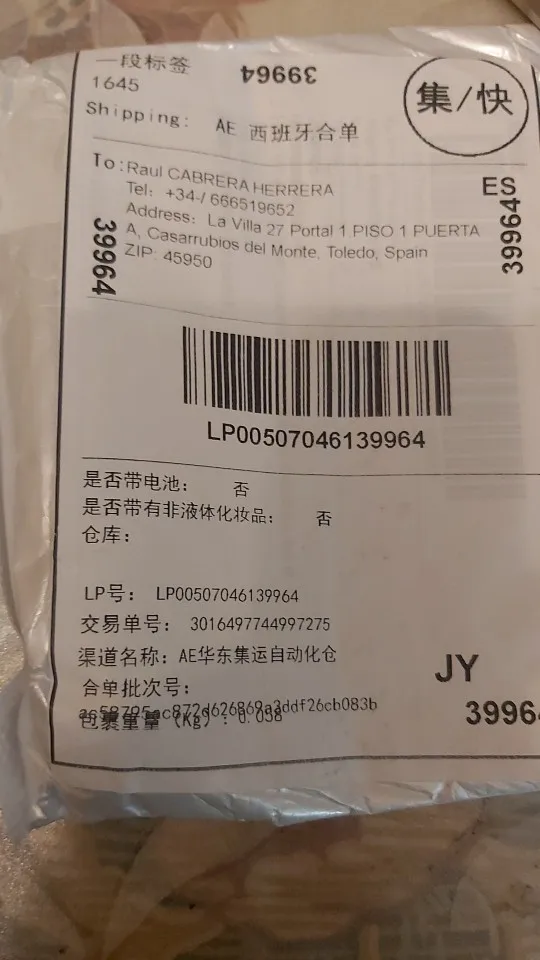 一段标签
39964
1645
集/快
Shipping: AE 西班牙合单
To:Raul CABRERA HERRERA
ES
Tel: +34-/ 666519652
Address: La Villa 27 Portal 1 PISO 1 PUERTA
A, Casarrubios del Monte, Toledo, Spain
ZIP: 45950
39964
39964
LP00507046139964
是否带电池: 否
是否带有非液体化妆品: 否
仓库:
LP号: LP00507046139964
交易单号: 3016497744997275
渠道名称: AE华东集运自动化仓
JY
合单批次号:
3996
ac58795ac872d626869a3ddf26cb083b
包裹重量 (Kg) : 0.058